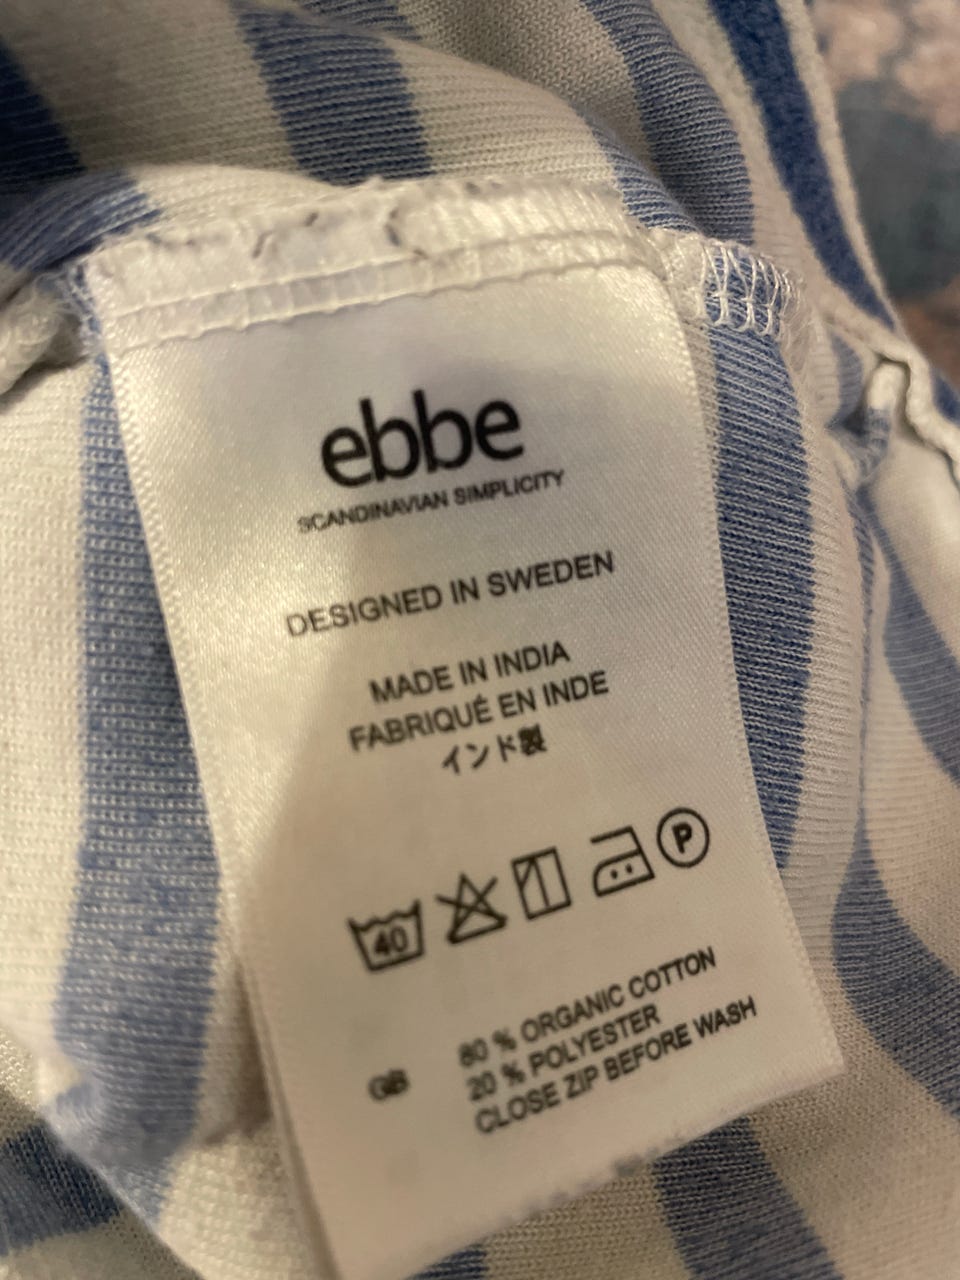 ebbe
SCANDINAVIAN SIMPLICITY
DESIGNED IN SWEDEN
MADE IN INDIA
FABRIQUÉ EN INDE
インド製
40 P
GB
80 % ORGANIC COTTON
20 % POLYESTER
CLOSE ZIP BEFORE WASH